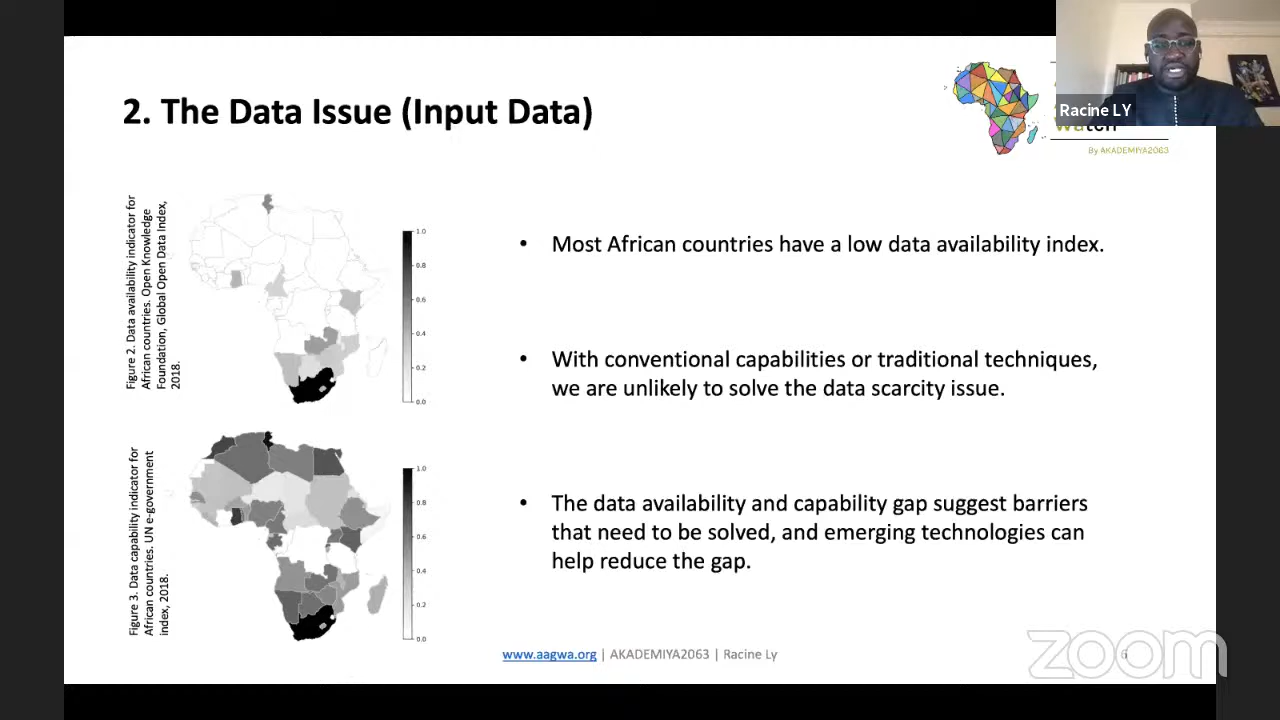 2. The Data Issue (Input Data)
Racine LY
By AKADEMIYA2063
Figure 2. Data availability indicator for
African countries. Open Knowledge
Foundation, Global Open Data Index,
2018.
1.0
0.8
0.6
0.4
0.2
0.0
• Most African countries have a low data availability index.
• With conventional capabilities or traditional techniques,
we are unlikely to solve the data scarcity issue.
Figure 3. Data capability indicator for
African countries. UN e-government
index, 2018.
1.0
0.8
0.6
0.4
0.2
0.0
• The data availability and capability gap suggest barriers
that need to be solved, and emerging technologies can
help reduce the gap.
www.aagwa.org | AKADEMIYA2063 | Racine Ly
6
zoom